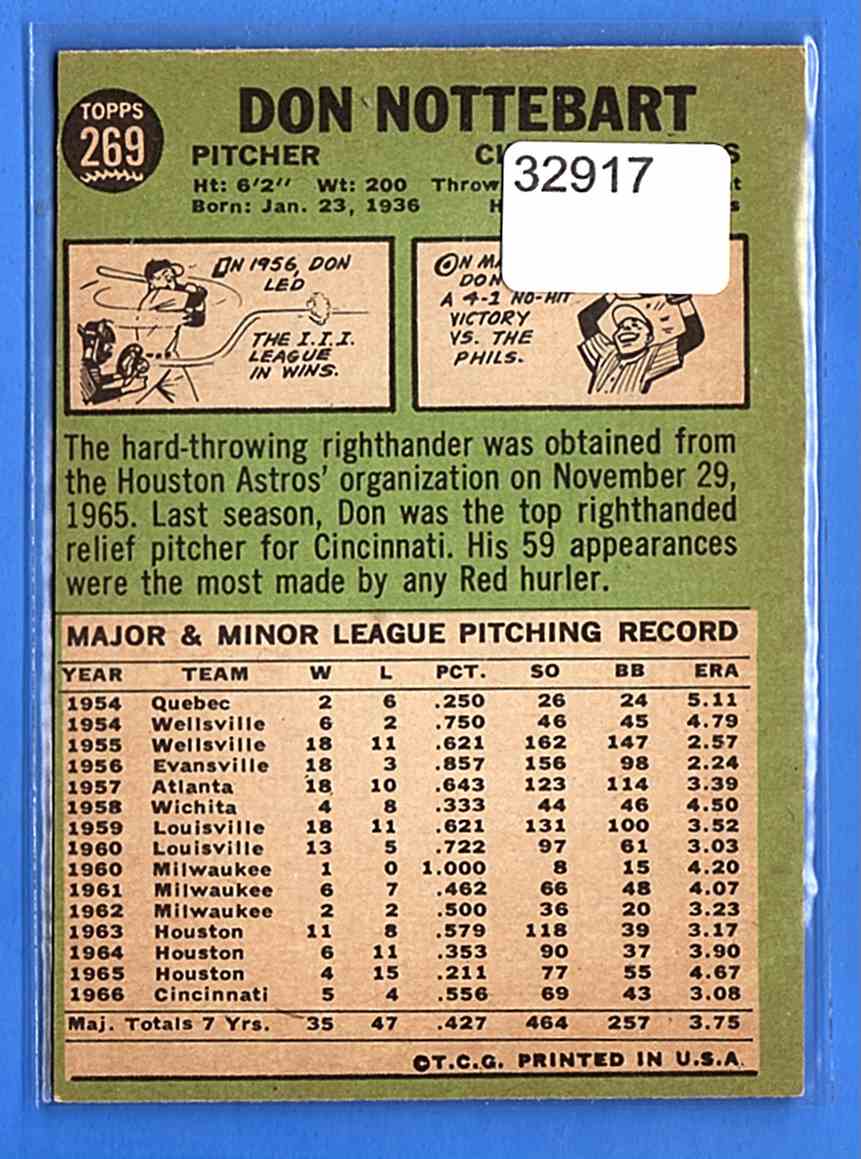 TOPPS
269
DON NOTTEBART
PITCHER
32917
Ht: 6'2" Wt: 200
Born: Jan. 23, 1936
ON 1956, DON
LED
THE I.I.I.
LEAGUE
IN WINS.
ON
DON
A 4-1 NO-HIT
VICTORY
VS. THE
PHILS.
The hard-throwing righthander was obtained from
the Houston Astros' organization on November 29,
1965. Last season, Don was the top righthanded
relief pitcher for Cincinnati. His 59 appearances
were the most made by any Red hurler.
MAJOR & MINOR LEAGUE PITCHING RECORD
YEAR TEAM W L PCT. SO BB ERA
1954 Quebec 2 6 .250 26 24 5.11
1954 Wellsville 6 2 .750 46 45 4.79
1955 Wellsville 18 11 .621 162 147 2.57
1956 Evansville 18 3 .857 156 98 2.24
1957 Atlanta 18 10 .643 123 114 3.39
1958 Wichita 4 8 .333 44 46 4.50
1959 Louisville 18 11 .621 131 100 3.52
1960 Louisville 13 5 .722 97 61 3.03
1960 Milwaukee 1 0 1.000 8 15 4.20
1961 Milwaukee 6 7 .462 66 48 4.07
1962 Milwaukee 2 2 .500 36 20 3.23
1963 Houston 11 8 .579 118 39 3.17
1964 Houston 6 11 .353 90 37 3.90
1965 Houston 4 15 .211 77 55 4.67
1966 Cincinnati 5 4 .556 69 43 3.08
Maj. Totals 7 Yrs. 35 47 .427 464 257 3.75
©T.C.G. PRINTED IN U.S.A.